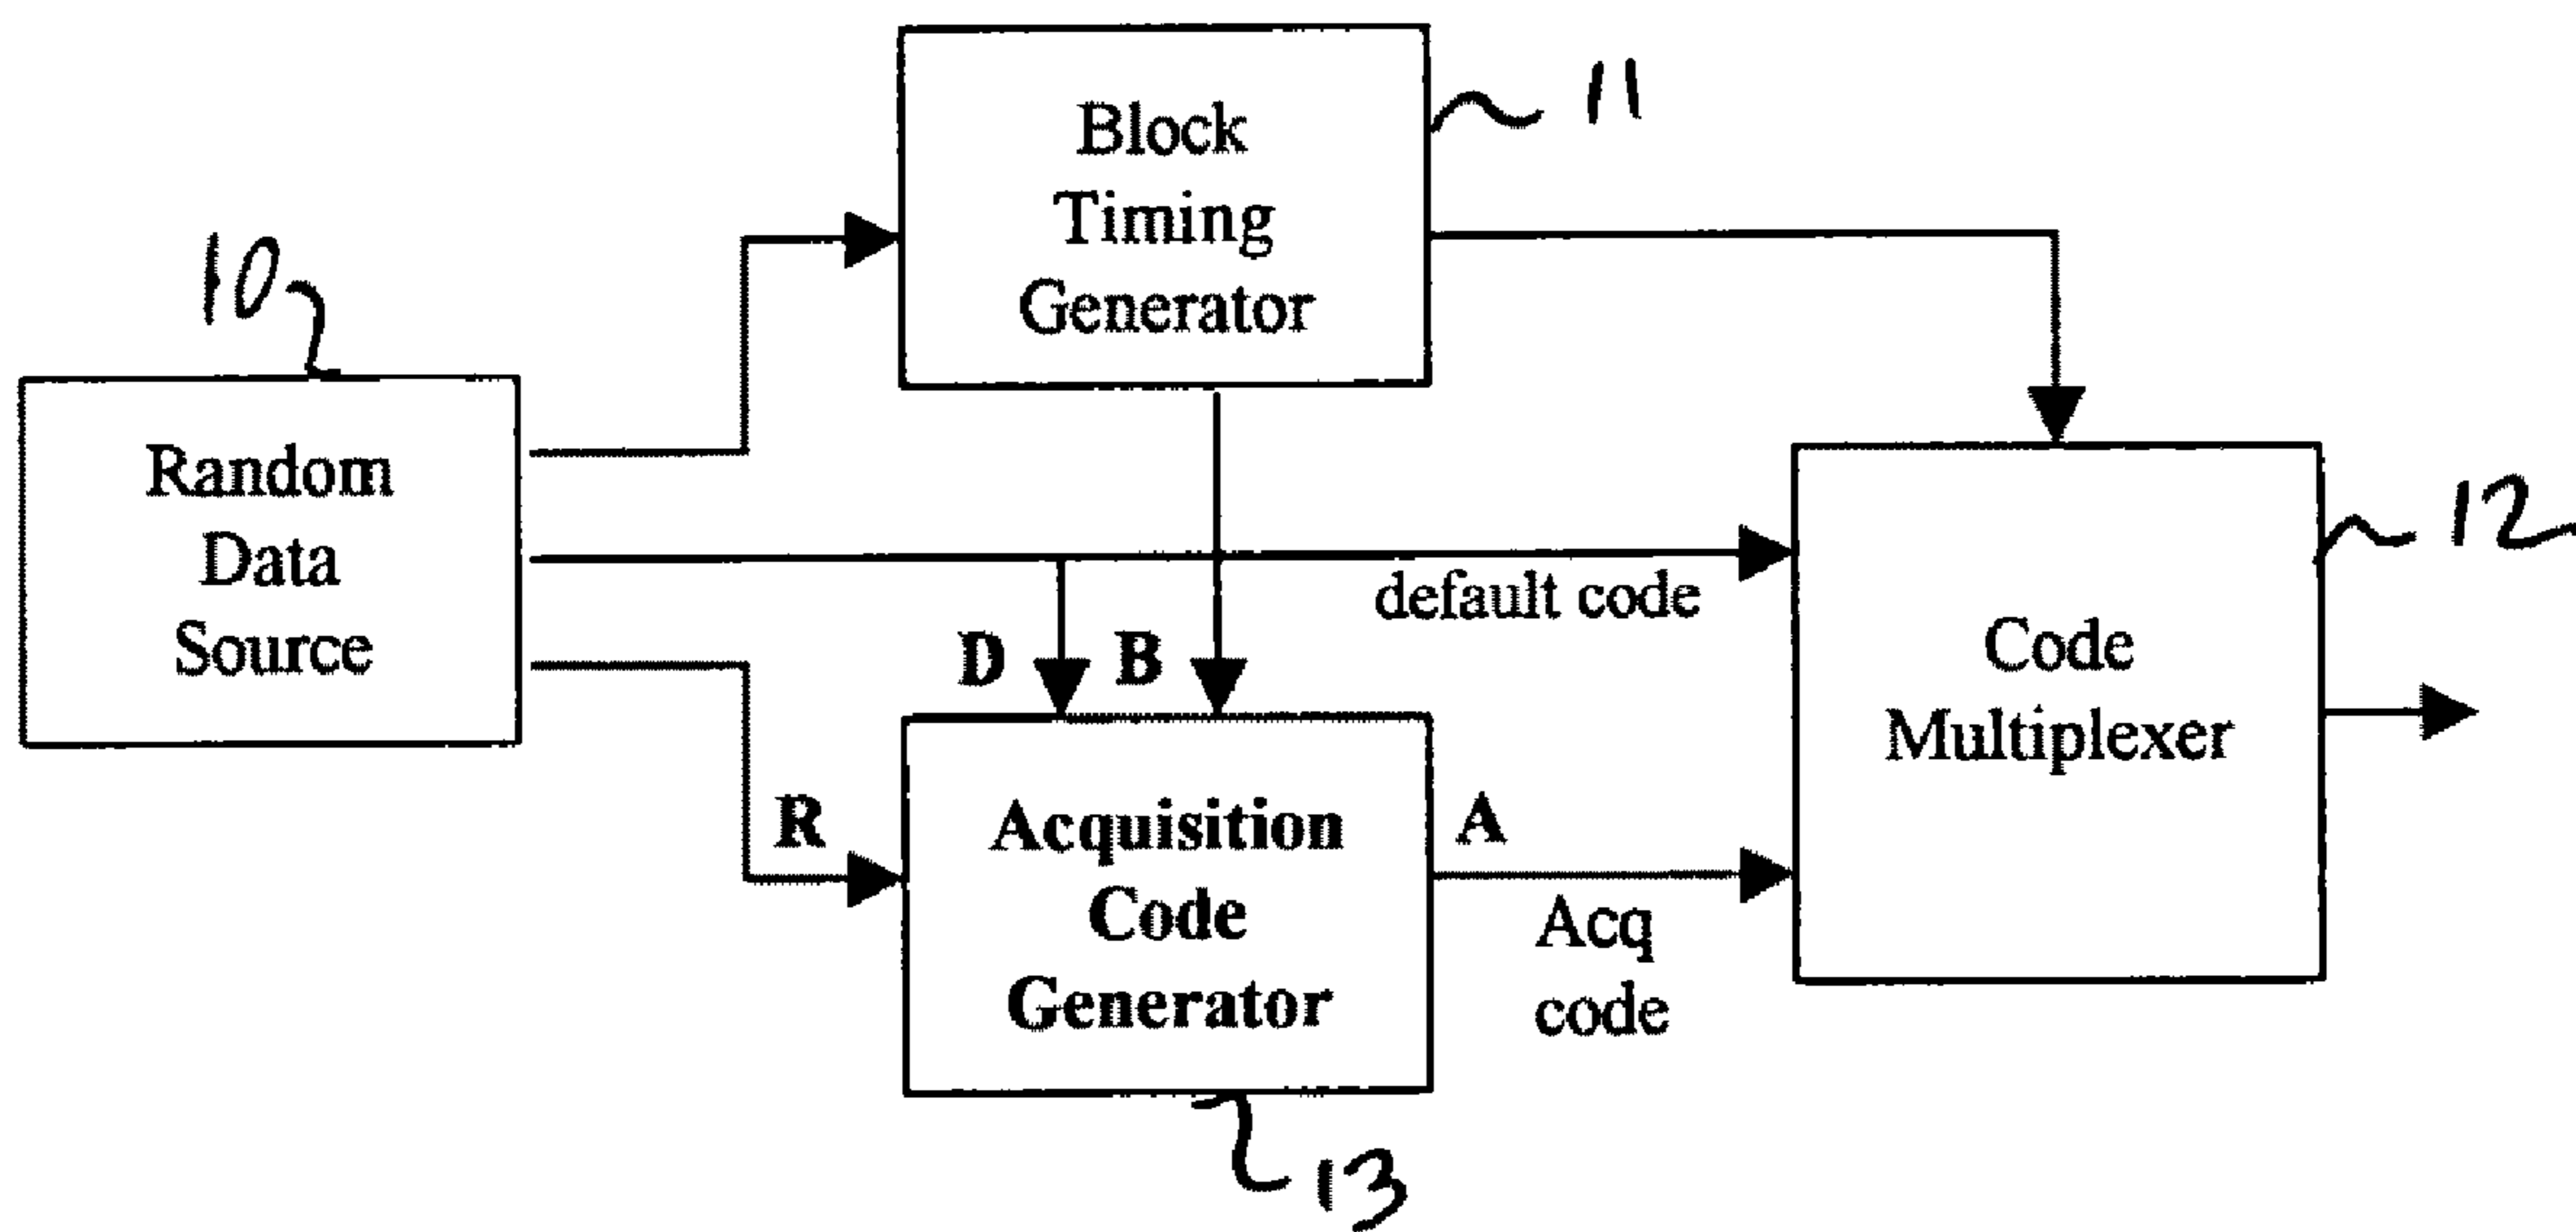 Block
Timing
Generator
11
10
Random
Data
Source
default code
12
D
B
Code
Multiplexer
R
Acquisition
Code
Generator
A
Acq
code
13